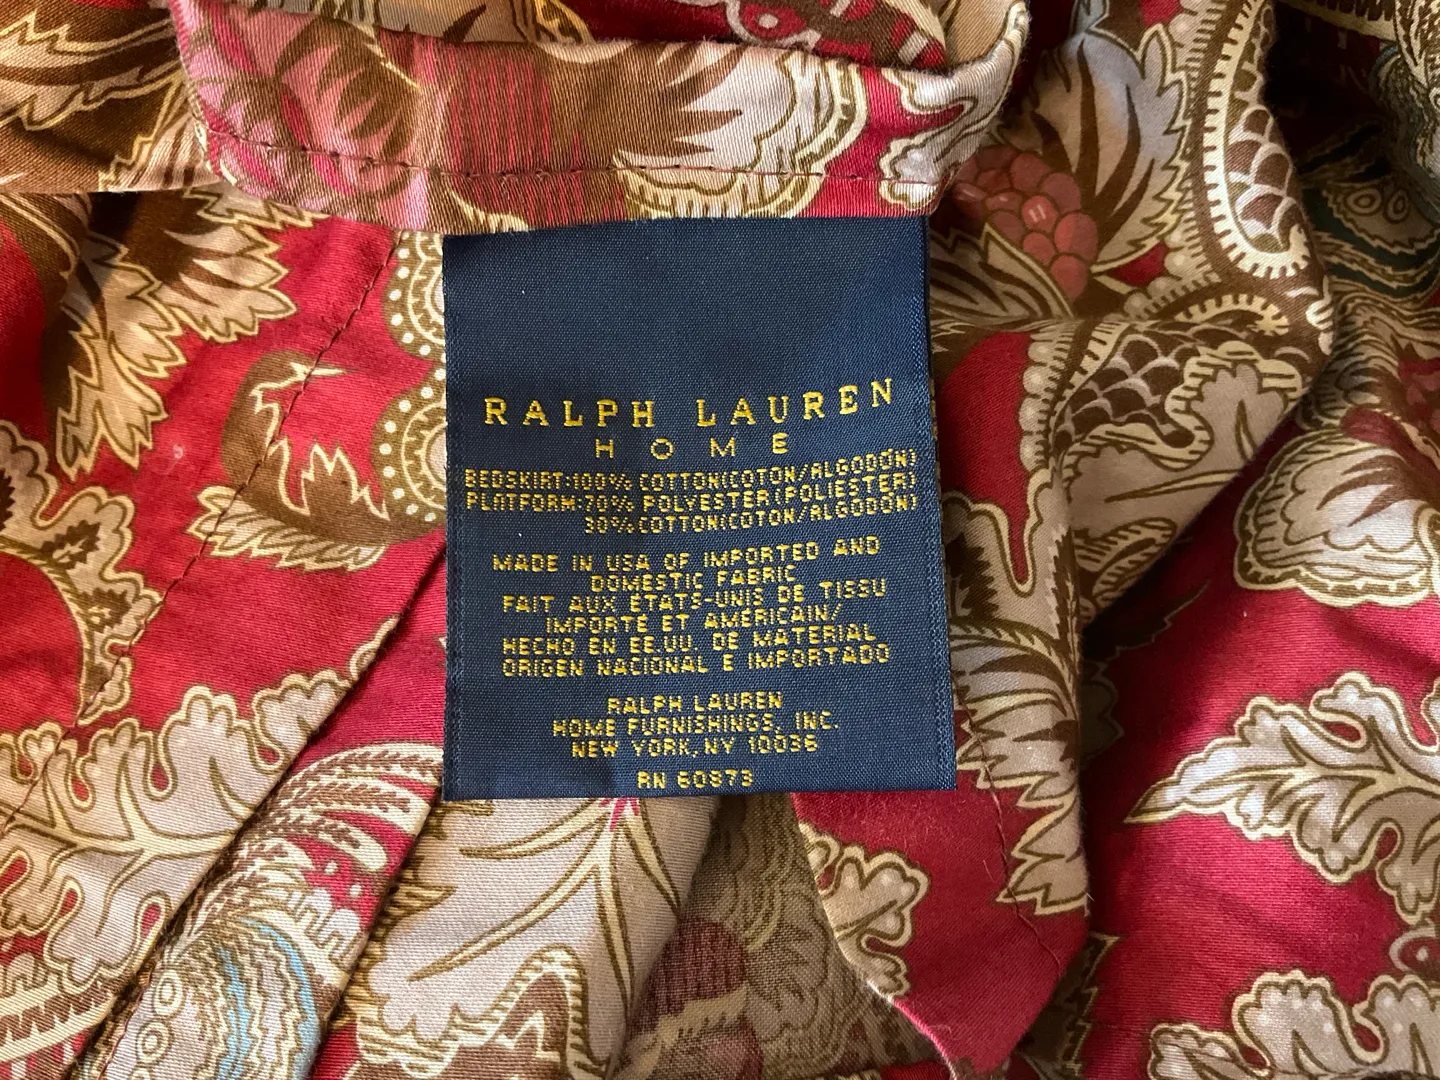 RALPH LAUREN
HOME
BEDSKIRT:100% COTTON(COTON/ALGODÓN)
PLATFORM:70% POLYESTER(POLIÉSTER)
30% COTTON(COTON/ALGODÓN)
MADE IN USA OF IMPORTED AND
DOMESTIC FABRIC
FAIT AUX ÉTATS-UNIS DE TISSU
IMPORTÉ ET AMÉRICAIN/
HECHO EN EE.UU. DE MATERIAL
ORIGEN NACIONAL E IMPORTADO
RALPH LAUREN
HOME FURNISHINGS, INC.
NEW YORK, NY 10036
RN 60873